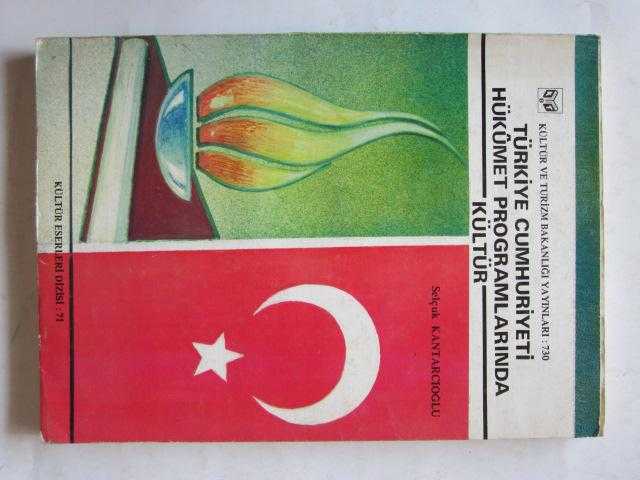 KÜLTÜR VE TURİZM BAKANLIĞI YAYINLARI : 730
TÜRKİYE CUMHURİYETİ
HÜKÛMET PROGRAMLARINDA
KÜLTÜR
Selçuk KANTARCIOĞLU
KÜLTÜR ESERLERİ DİZİSİ : 71